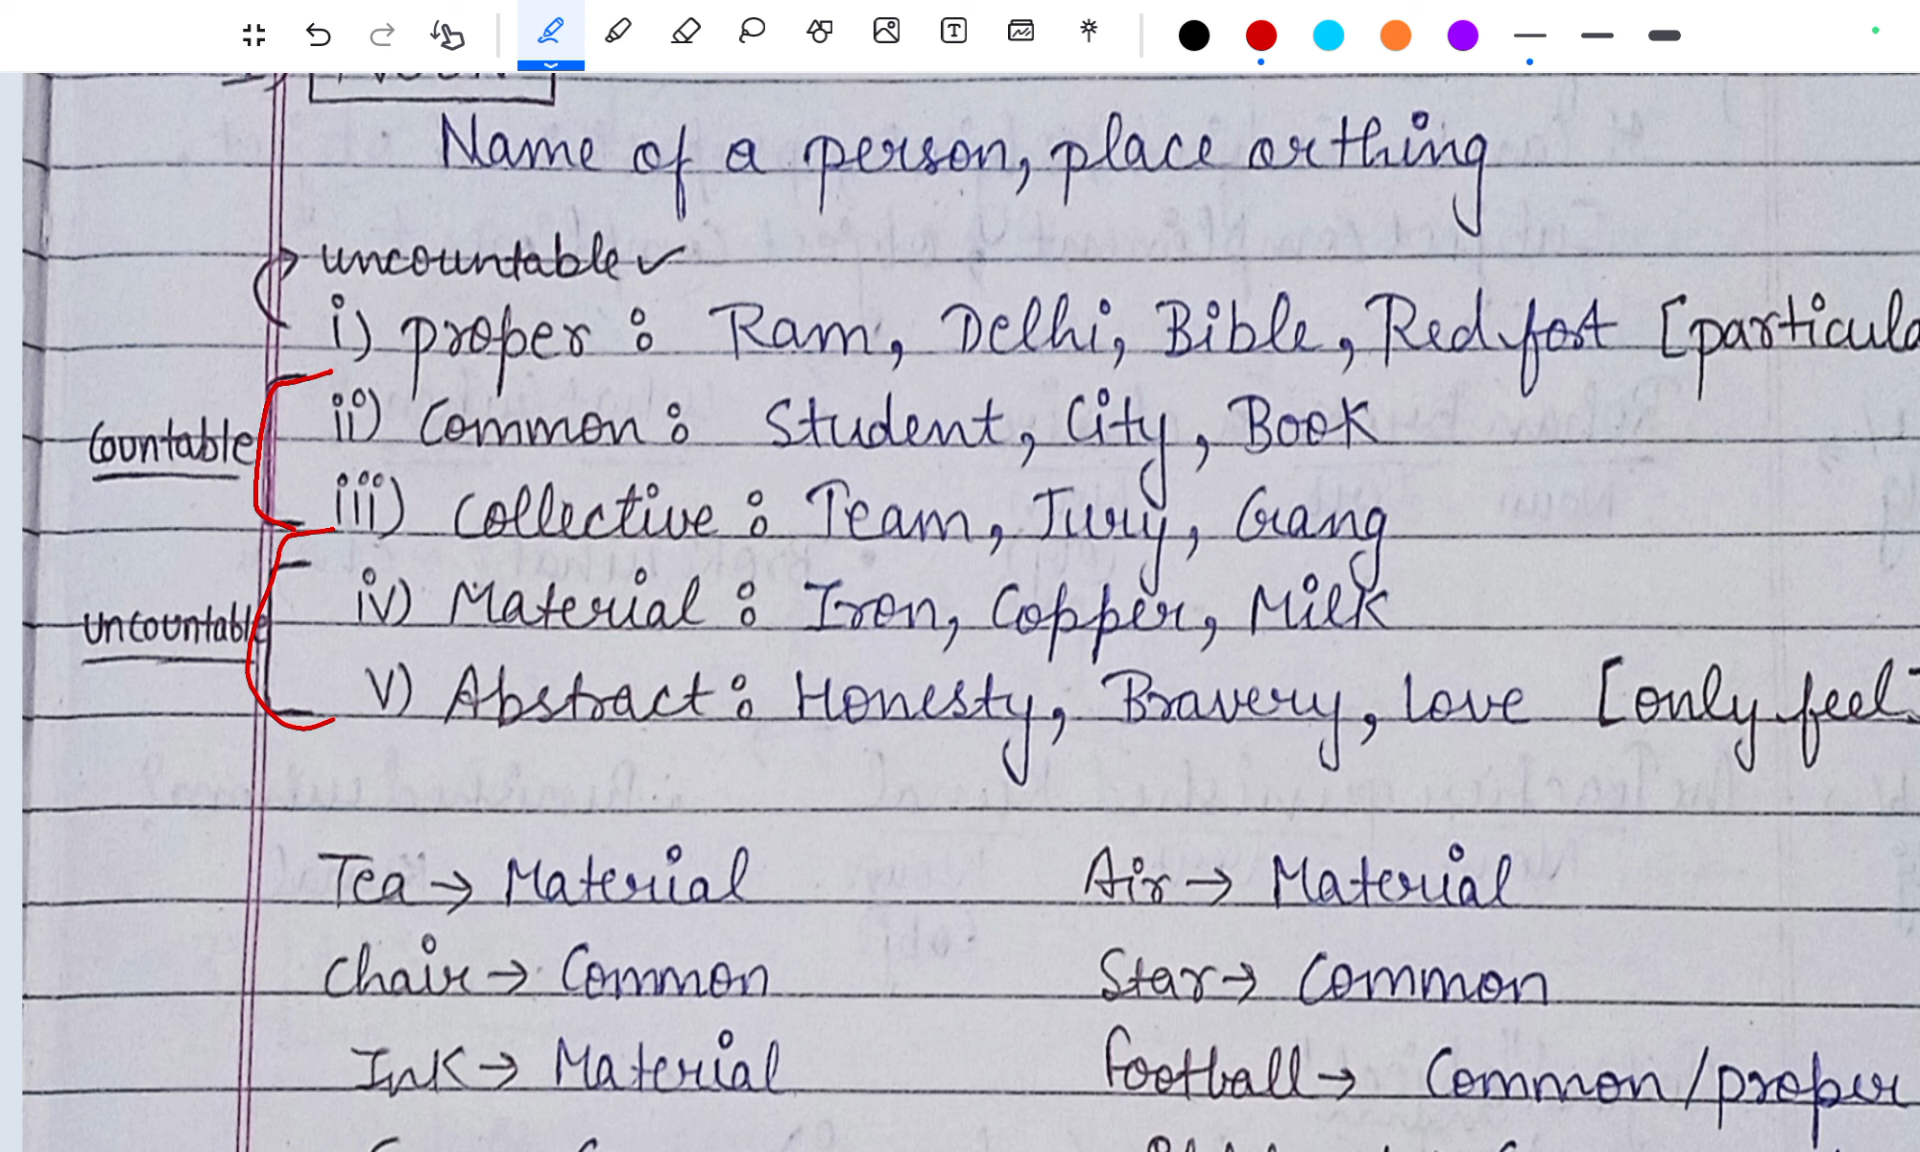 Name of a person, place or thing
uncountable ✓
i) proper : Ram, Delhi, Bible, Red fort [particula
Countable
ii) Common : Student, City, Book
iii) Collective : Team, Jury, Gang
uncountable
iv) Material : Iron, Copper, Milk
v) Abstract : Honesty, Bravery, love [only feel]
Tea → Material
Air → Material
Chair → Common
Star → Common
Ink → Material
Football → Common/proper